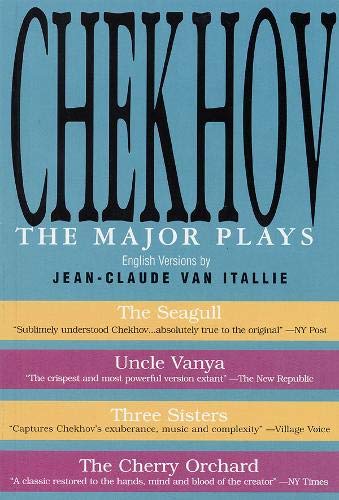 CHEKHOV
THE MAJOR PLAYS
English Versions by
JEAN-CLAUDE VAN ITALLIE
The Seagull
"Sublimely understood Chekhov...absolutely true to the original" —NY Post
Uncle Vanya
"The crispest and most powerful version extant" —The New Republic
Three Sisters
"Captures Chekhov's exuberance, music and complexity" —Village Voice
The Cherry Orchard
"A classic restored to the hands, mind and blood of the creator" —NY Times